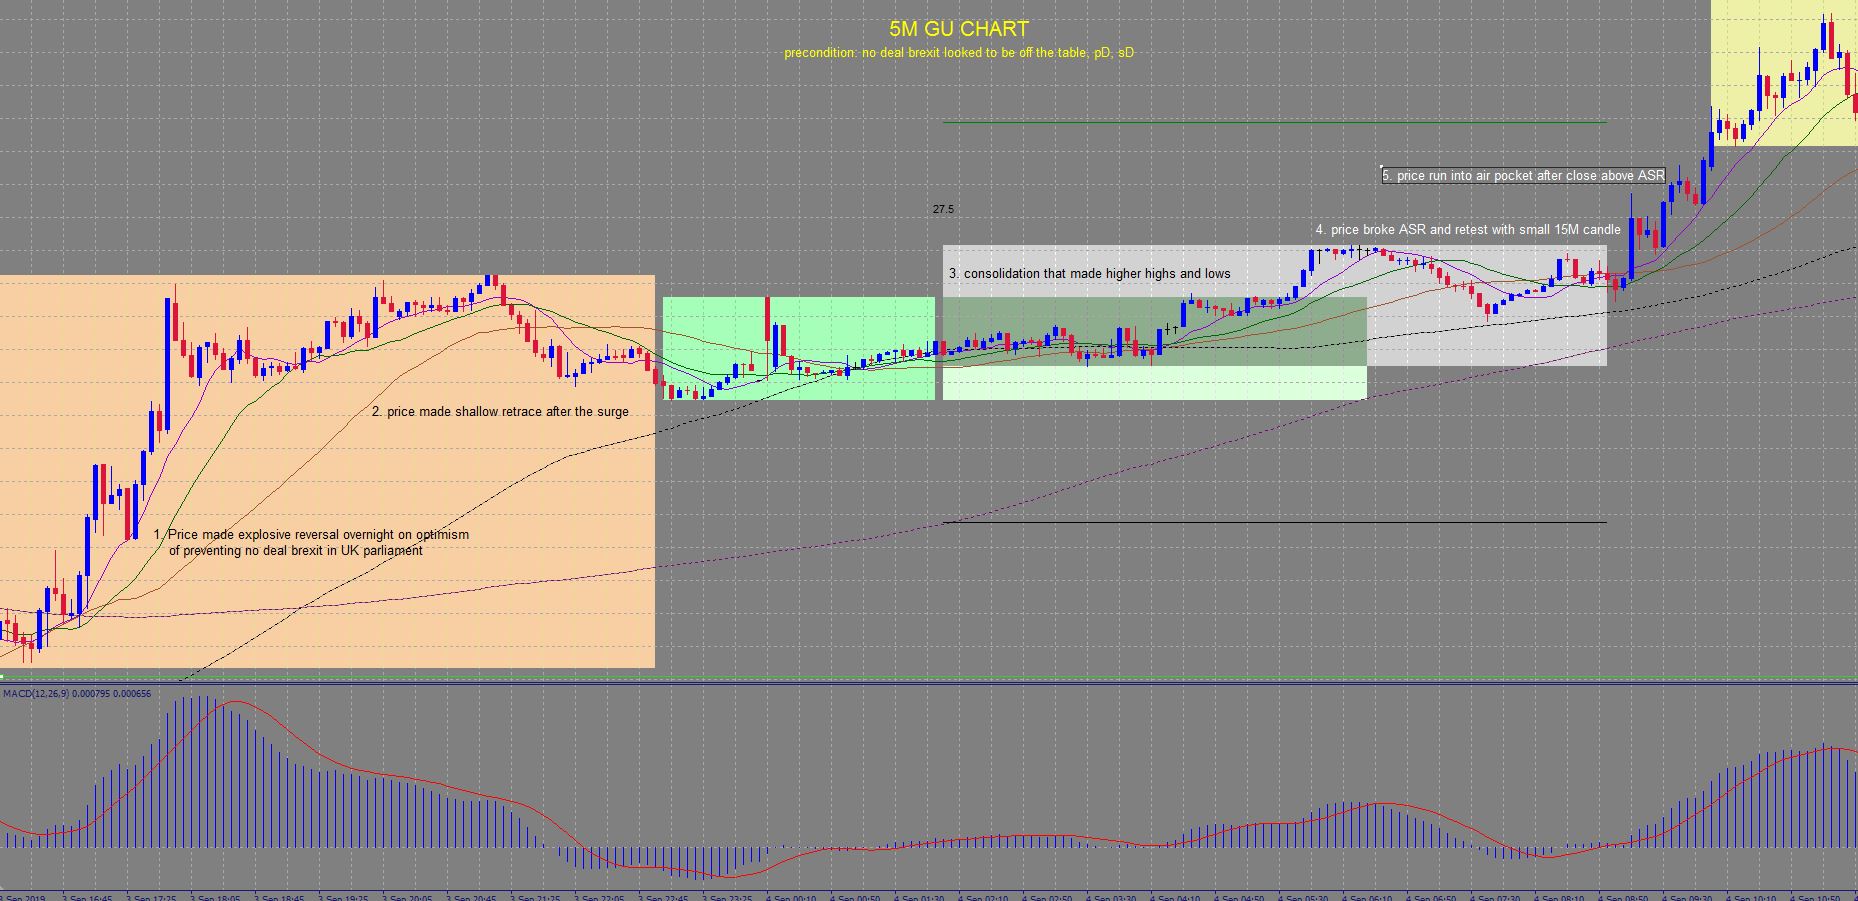 5M GU CHART
precondition: no deal brexit looked to be off the table, pD, sD
5. price run into air pocket after close above ASR
27.5
4. price broke ASR and retest with small 15M candle
3. consolidation that made higher highs and lows
2. price made shallow retrace after the surge
1. Price made explosive reversal overnight on optimism
of preventing no deal brexit in UK parliament
MACD(12,26,9) 0.000795 0.000656
3 Sep 2019 3 Sep 16:45 3 Sep 17:25 3 Sep 18:05 3 Sep 18:45 3 Sep 19:25 3 Sep 20:05 3 Sep 20:45 3 Sep 21:25 3 Sep 22:05 3 Sep 22:45 3 Sep 23:25 4 Sep 00:10 4 Sep 00:50 4 Sep 01:30 4 Sep 02:10 4 Sep 02:50 4 Sep 03:30 4 Sep 04:10 4 Sep 04:50 4 Sep 05:30 4 Sep 06:10 4 Sep 06:50 4 Sep 07:30 4 Sep 08:10 4 Sep 08:50 4 Sep 09:30 4 Sep 10:10 4 Sep 10:50